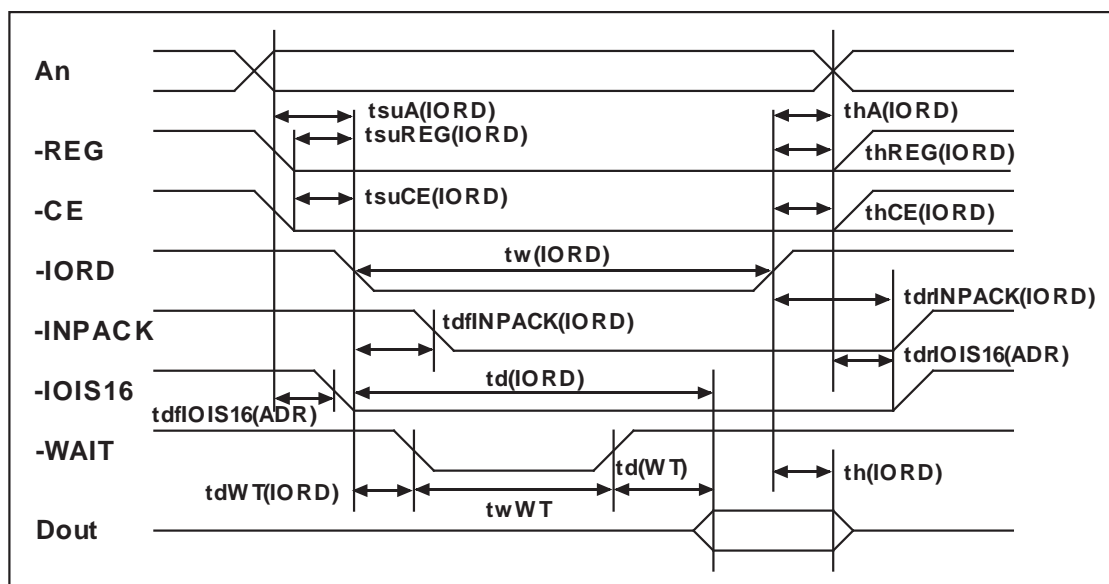 An
tsuA(IORD)
thA(IORD)
tsuREG(IORD)
-REG
thREG(IORD)
tsuCE(IORD)
-CE
thCE(IORD)
-IORD
tw(IORD)
tdrINPACK(IORD)
-INPACK
tdfINPACK(IORD)
tdrIOIS16(ADR)
-IOIS16
td(IORD)
tdfIOIS16(ADR)
-WAIT
td(WT)
th(IORD)
tdWT(IORD)
twWT
Dout